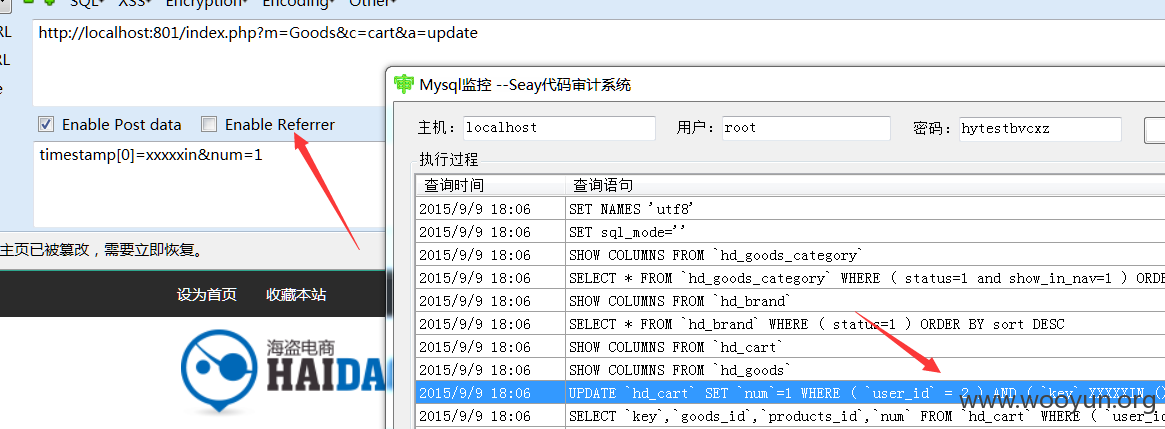 SQL▾ XSS▾ Encryption▾ Encoding▾ Other▾
RL
http://localhost:801/index.php?m=Goods&c=cart&a=update
RL
e
Enable Post data Enable Referrer
timestamp[0]=xxxxxin&num=1
主页已被篡改，需要立即恢复。
设为首页 收藏本站
海盗电商
HAIDA
Mysql监控 --Seay代码审计系统
主机： localhost 用户： root 密码： hytestbvcxz
执行过程
查询时间 查询语句
2015/9/9 18:06 SET NAMES 'utf8'
2015/9/9 18:06 SET sql_mode=''
2015/9/9 18:06 SHOW COLUMNS FROM `hd_goods_category`
2015/9/9 18:06 SELECT * FROM `hd_goods_category` WHERE ( status=1 and show_in_nav=1 ) ORDE
2015/9/9 18:06 SHOW COLUMNS FROM `hd_brand`
2015/9/9 18:06 SELECT * FROM `hd_brand` WHERE ( status=1 ) ORDER BY sort DESC
2015/9/9 18:06 SHOW COLUMNS FROM `hd_cart`
2015/9/9 18:06 SHOW COLUMNS FROM `hd_goods`
2015/9/9 18:06 UPDATE `hd_cart` SET `num`=1 WHERE ( `user_id` = 2 ) AND ( `key` XXXXXIN (
2015/9/9 18:06 SELECT `key`,`goods_id`,`products_id`,`num` FROM `hd_cart` WHERE ( `user_id
www.wooyun.org